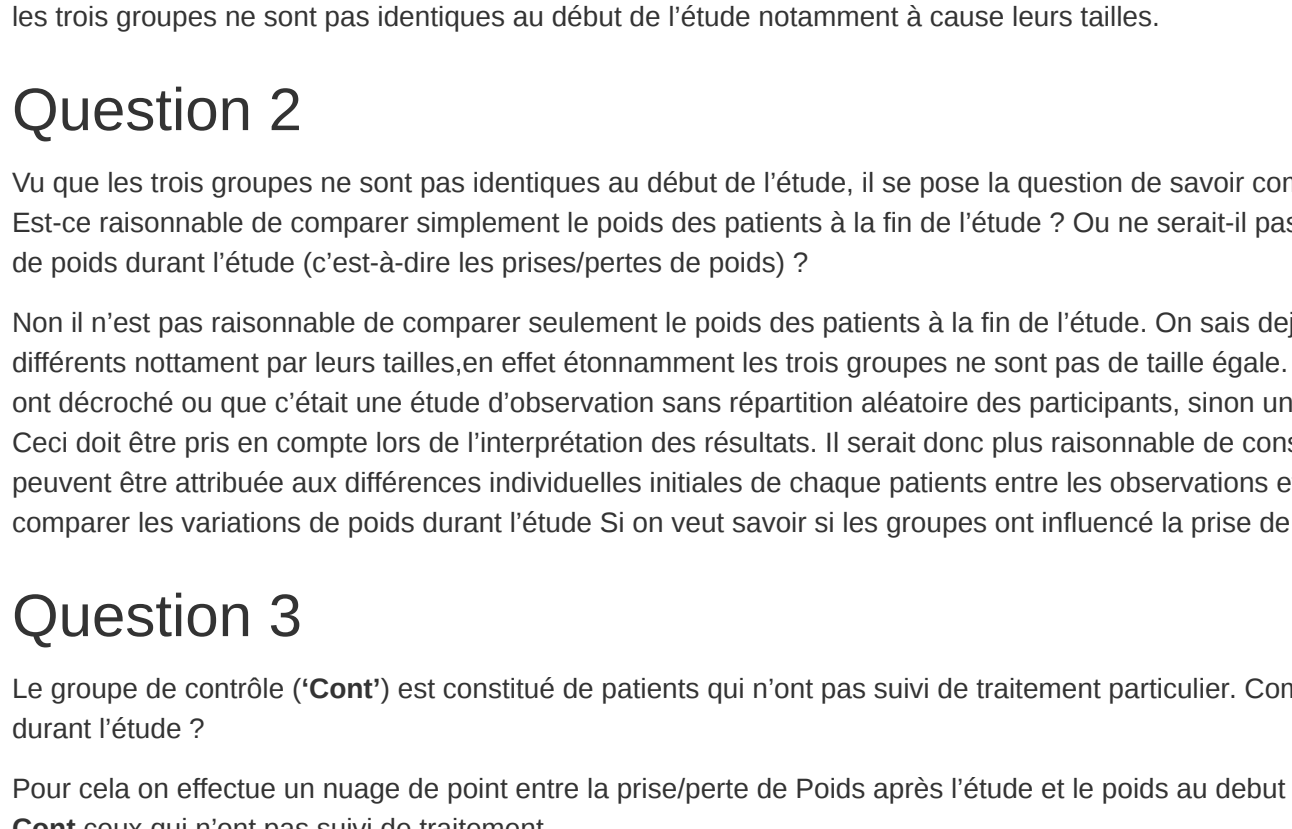 les trois groupes ne sont pas identiques au début de l’étude notamment à cause leurs tailles.
Question 2
Vu que les trois groupes ne sont pas identiques au début de l’étude, il se pose la question de savoir
Est-ce raisonnable de comparer simplement le poids des patients à la fin de l’étude ? Ou ne serait-il pas
de poids durant l’étude (c’est-à-dire les prises/pertes de poids) ?
Non il n’est pas raisonnable de comparer seulement le poids des patients à la fin de l’étude. On sais
différents nottament par leurs tailles,en effet étonnamment les trois groupes ne sont pas de taille égale.
ont décroché ou que c’était une étude d’observation sans répartition aléatoire des participants, sinon un
Ceci doit être pris en compte lors de l’interprétation des résultats. Il serait donc plus raisonnable de
peuvent être attribuée aux différences individuelles initiales de chaque patients entre les observations
comparer les variations de poids durant l’étude Si on veut savoir si les groupes ont influencé la prise de
Question 3
Le groupe de contrôle (‘Cont’) est constitué de patients qui n’ont pas suivi de traitement particulier.
durant l’étude ?
Pour cela on effectue un nuage de point entre la prise/perte de Poids après l’étude et le poids au debut
Cont ceux qui n’ont pas suivi de traitement